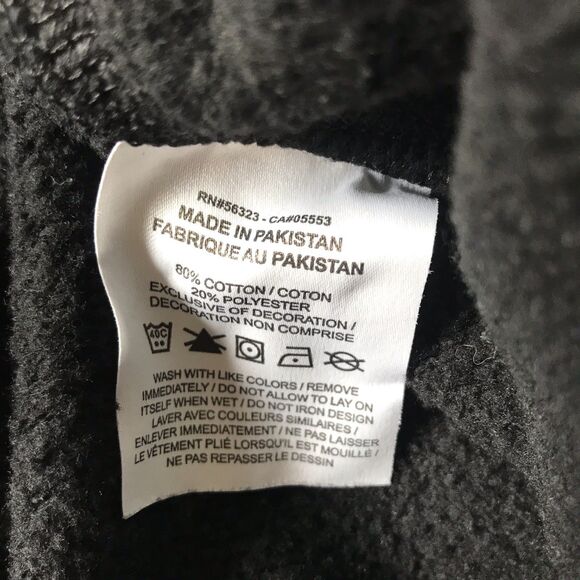 RN#56323 - CA#05553
MADE IN PAKISTAN
FABRIQUE AU PAKISTAN
80% COTTON / COTON
20% POLYESTER
EXCLUSIVE OF DECORATION /
DECORATION NON COMPRISE
40C
WASH WITH LIKE COLORS / REMOVE
IMMEDIATELY / DO NOT ALLOW TO LAY ON
ITSELF WHEN WET / DO NOT IRON DESIGN
LAVER AVEC COULEURS SIMILAIRES /
ENLEVER IMMEDIATEMENT / NE PAS LAISSER
LE VÊTEMENT PLIÉ LORSQU'IL EST MOUILLÉ /
NE PAS REPASSER LE DESSIN